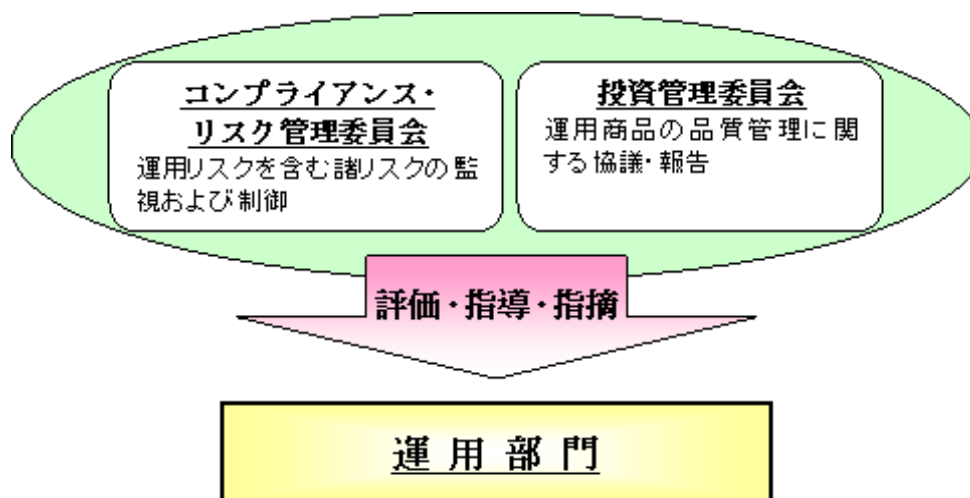 コンプライアンス・
リスク管理委員会
運用リスクを含む諸リスクの監
視および制御
投資管理委員会
運用商品の品質管理に関
する協議・報告
評価・指導・指摘
運用部門